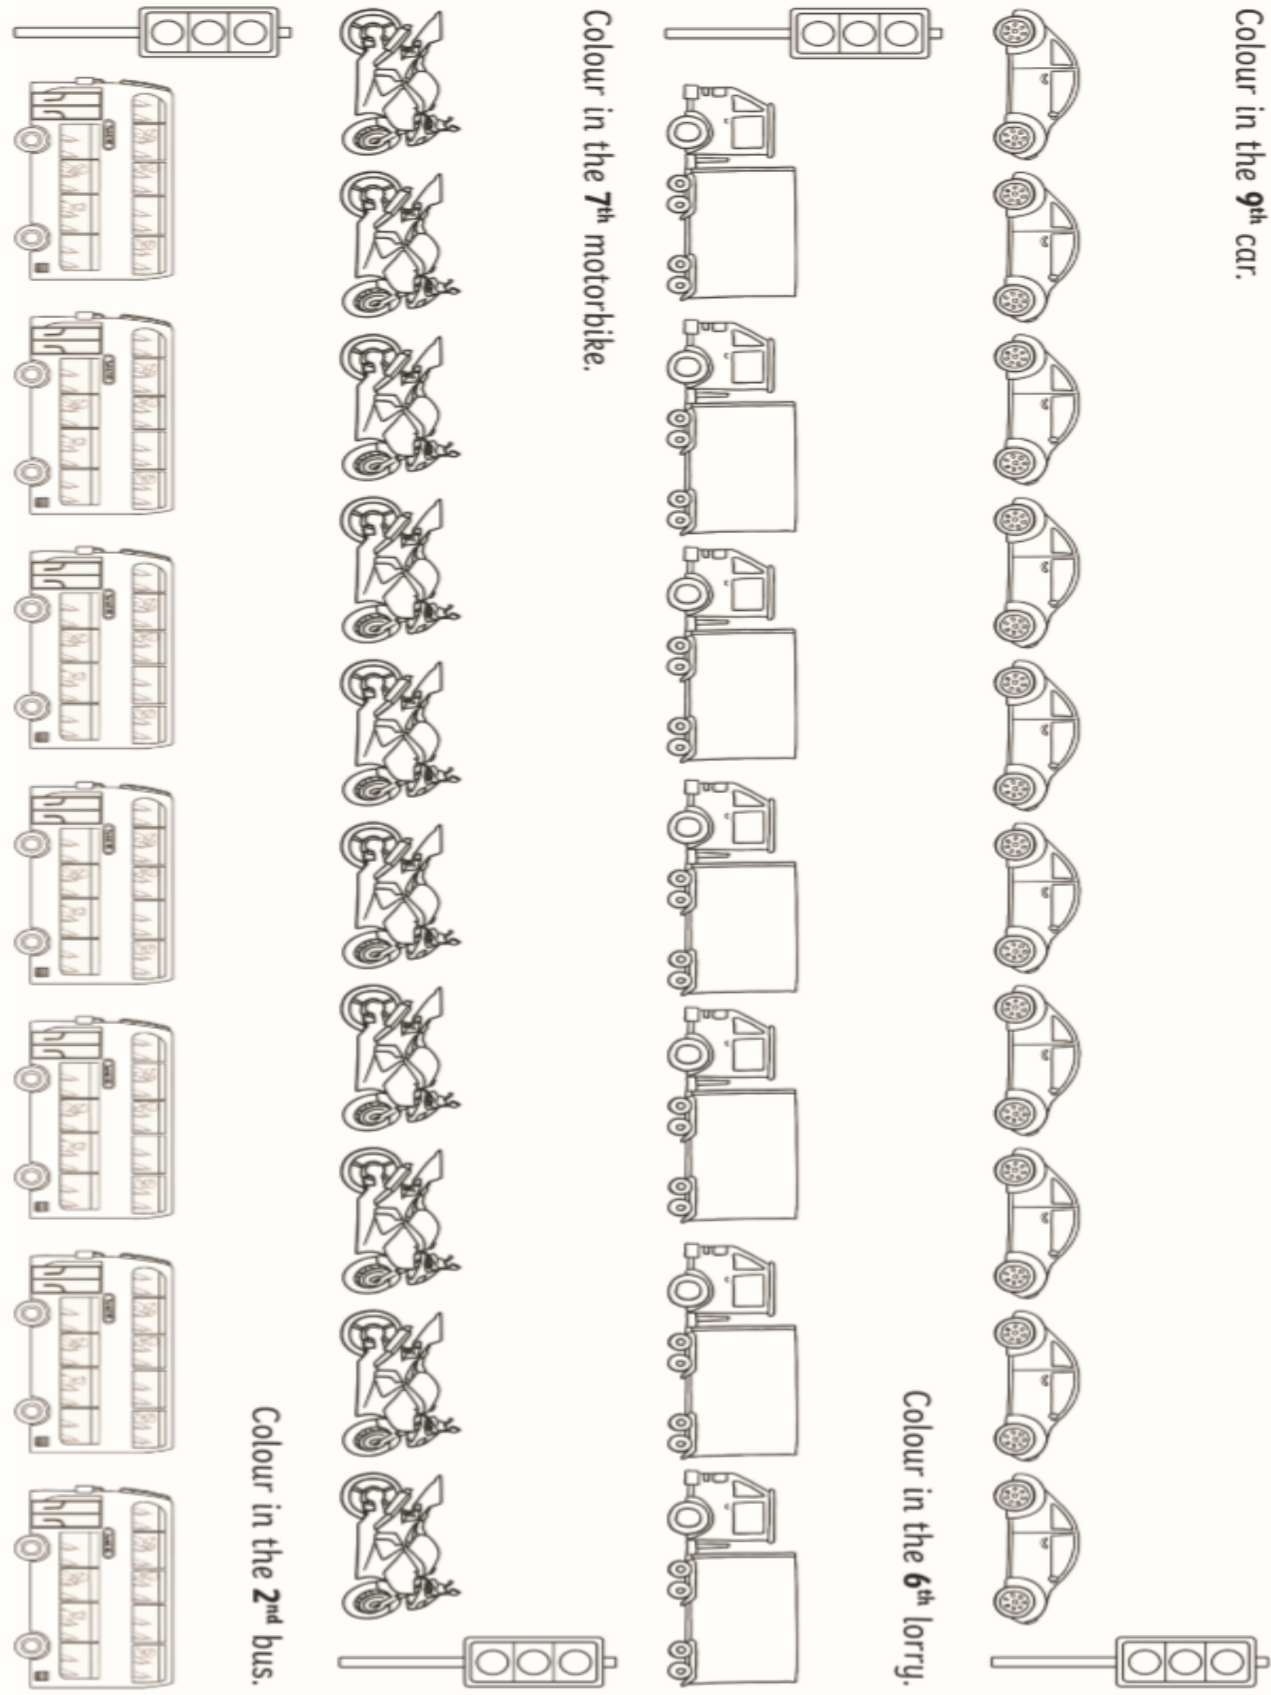 Colour in the 9th car.
Colour in the 6th lorry.
Colour in the 7th motorbike.
Colour in the 2nd bus.